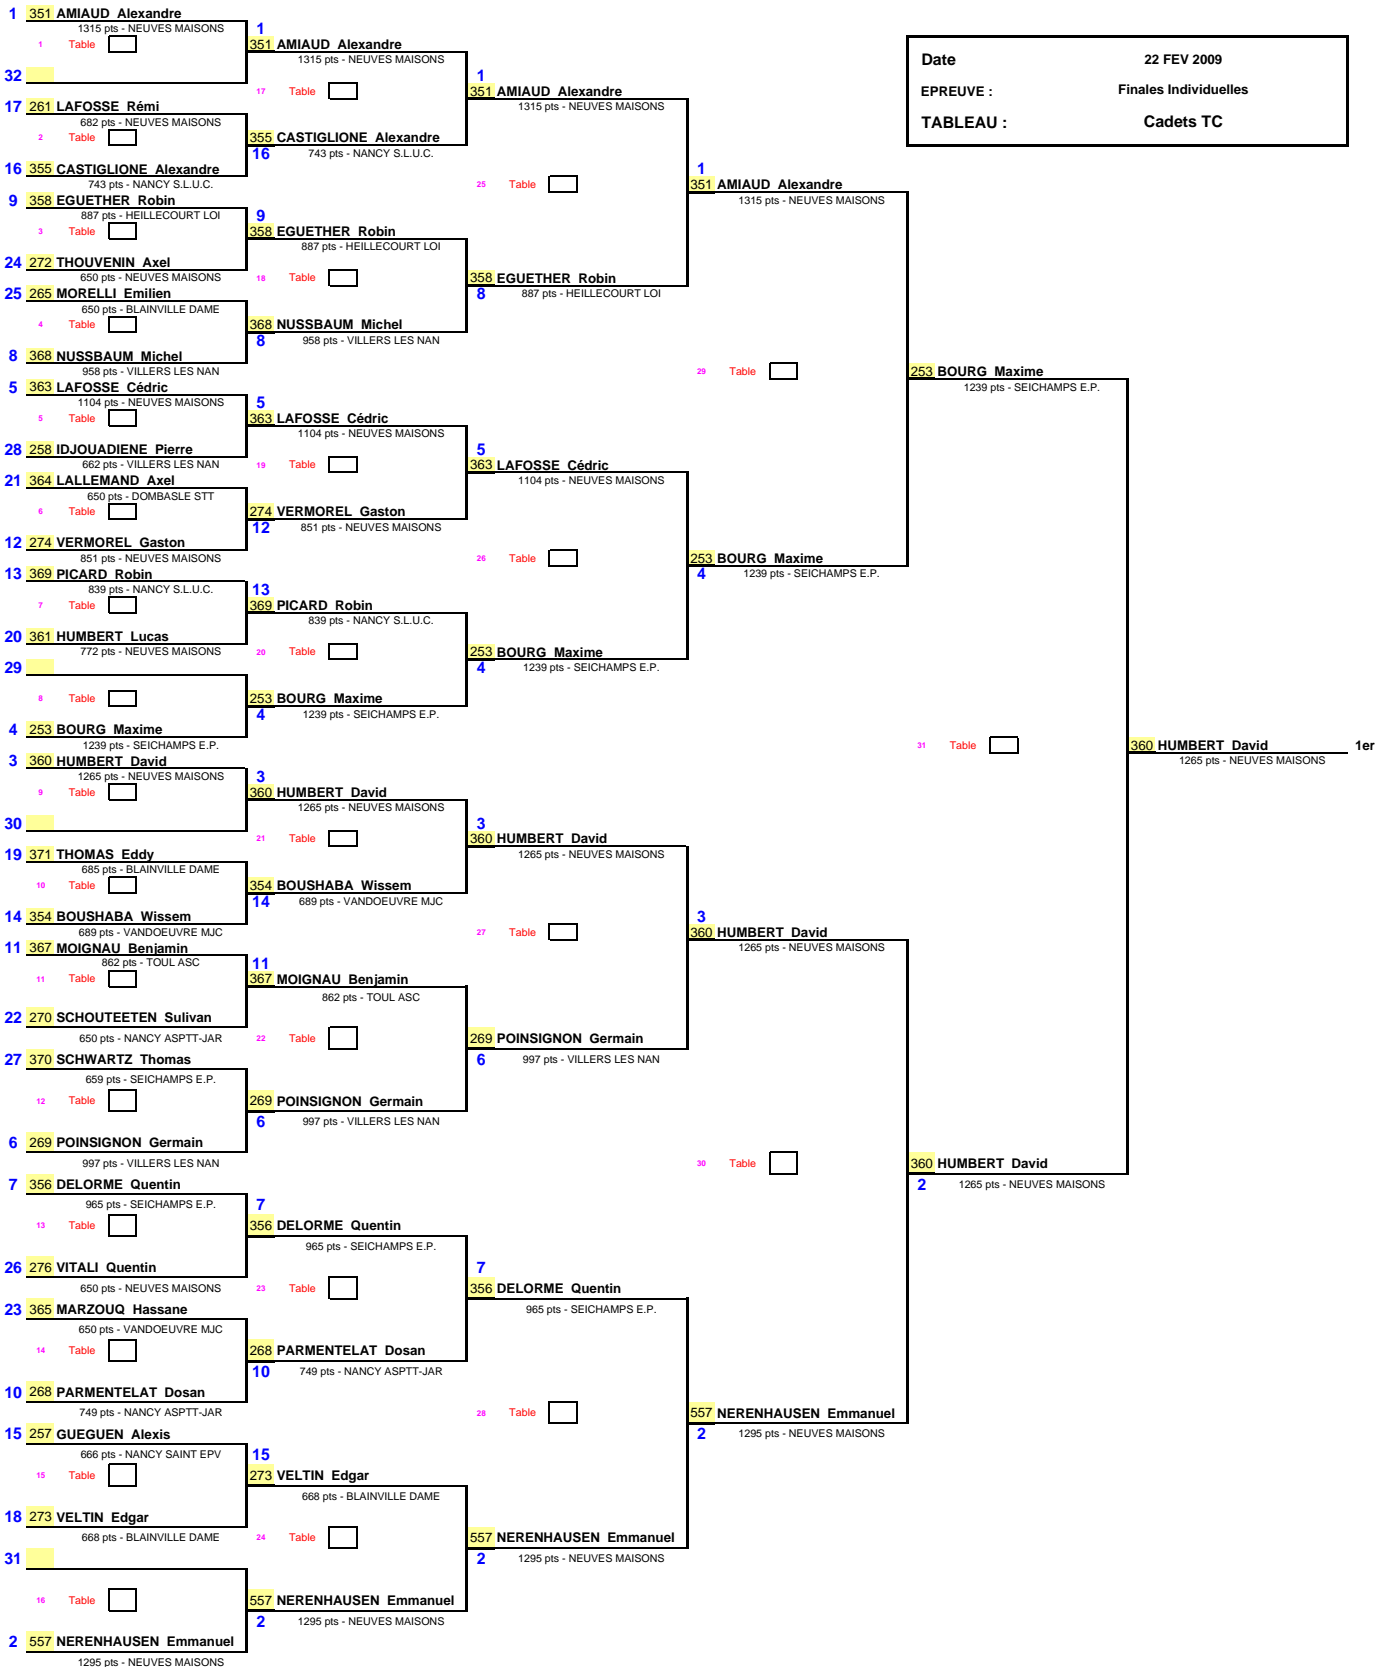 Date 22 FEV 2009
EPREUVE : Finales Individuelles
TABLEAU : Cadets TC
1 351 AMIAUD Alexandre
1315 pts - NEUVES MAISONS
1 Table
32
17 261 LAFOSSE Rémi
682 pts - NEUVES MAISONS
2 Table
16 355 CASTIGLIONE Alexandre
743 pts - NANCY S.L.U.C.
9 358 EGUETHER Robin
887 pts - HEILLECOURT LOI
3 Table
24 272 THOUVENIN Axel
650 pts - NEUVES MAISONS
25 265 MORELLI Emilien
650 pts - BLAINVILLE DAME
4 Table
8 368 NUSSBAUM Michel
958 pts - VILLERS LES NAN
5 363 LAFOSSE Cédric
1104 pts - NEUVES MAISONS
5 Table
28 258 IDJOUADIENE Pierre
662 pts - VILLERS LES NAN
21 364 LALLEMAND Axel
650 pts - DOMBASLE STT
6 Table
12 274 VERMOREL Gaston
851 pts - NEUVES MAISONS
13 369 PICARD Robin
839 pts - NANCY S.L.U.C.
7 Table
20 361 HUMBERT Lucas
772 pts - NEUVES MAISONS
29
8 Table
4 253 BOURG Maxime
1239 pts - SEICHAMPS E.P.
3 360 HUMBERT David
1265 pts - NEUVES MAISONS
9 Table
30
19 371 THOMAS Eddy
685 pts - BLAINVILLE DAME
10 Table
14 354 BOUSHABA Wissem
689 pts - VANDOEUVRE MJC
11 367 MOIGNAU Benjamin
862 pts - TOUL ASC
11 Table
22 270 SCHOUTEETEN Sulivan
650 pts - NANCY ASPTT-JAR
27 370 SCHWARTZ Thomas
659 pts - SEICHAMPS E.P.
12 Table
6 269 POINSIGNON Germain
997 pts - VILLERS LES NAN
7 356 DELORME Quentin
965 pts - SEICHAMPS E.P.
13 Table
26 276 VITALI Quentin
650 pts - NEUVES MAISONS
23 365 MARZOUQ Hassane
650 pts - VANDOEUVRE MJC
14 Table
10 268 PARMENTELAT Dosan
749 pts - NANCY ASPTT-JAR
15 257 GUEGUEN Alexis
666 pts - NANCY SAINT EPV
15 Table
18 273 VELTIN Edgar
668 pts - BLAINVILLE DAME
31
16 Table
2 557 NERENHAUSEN Emmanuel
1295 pts - NEUVES MAISONS
1
351 AMIAUD Alexandre
1315 pts - NEUVES MAISONS
17 Table
355 CASTIGLIONE Alexandre
16 743 pts - NANCY S.L.U.C.
9
358 EGUETHER Robin
887 pts - HEILLECOURT LOI
18 Table
368 NUSSBAUM Michel
8 958 pts - VILLERS LES NAN
5
363 LAFOSSE Cédric
1104 pts - NEUVES MAISONS
19 Table
274 VERMOREL Gaston
12 851 pts - NEUVES MAISONS
13
369 PICARD Robin
839 pts - NANCY S.L.U.C.
20 Table
253 BOURG Maxime
4 1239 pts - SEICHAMPS E.P.
3
360 HUMBERT David
1265 pts - NEUVES MAISONS
21 Table
354 BOUSHABA Wissem
14 689 pts - VANDOEUVRE MJC
11
367 MOIGNAU Benjamin
862 pts - TOUL ASC
22 Table
269 POINSIGNON Germain
6 997 pts - VILLERS LES NAN
7
356 DELORME Quentin
965 pts - SEICHAMPS E.P.
23 Table
268 PARMENTELAT Dosan
10 749 pts - NANCY ASPTT-JAR
15
273 VELTIN Edgar
668 pts - BLAINVILLE DAME
24 Table
557 NERENHAUSEN Emmanuel
2 1295 pts - NEUVES MAISONS
1
351 AMIAUD Alexandre
1315 pts - NEUVES MAISONS
25 Table
358 EGUETHER Robin
8 887 pts - HEILLECOURT LOI
5
363 LAFOSSE Cédric
1104 pts - NEUVES MAISONS
26 Table
253 BOURG Maxime
4 1239 pts - SEICHAMPS E.P.
3
360 HUMBERT David
1265 pts - NEUVES MAISONS
27 Table
269 POINSIGNON Germain
6 997 pts - VILLERS LES NAN
7
356 DELORME Quentin
965 pts - SEICHAMPS E.P.
28 Table
557 NERENHAUSEN Emmanuel
2 1295 pts - NEUVES MAISONS
1
351 AMIAUD Alexandre
1315 pts - NEUVES MAISONS
29 Table
253 BOURG Maxime
4 1239 pts - SEICHAMPS E.P.
3
360 HUMBERT David
1265 pts - NEUVES MAISONS
30 Table
557 NERENHAUSEN Emmanuel
2 1295 pts - NEUVES MAISONS
253 BOURG Maxime
1239 pts - SEICHAMPS E.P.
31 Table
360 HUMBERT David
2 1265 pts - NEUVES MAISONS
360 HUMBERT David 1er
1265 pts - NEUVES MAISONS